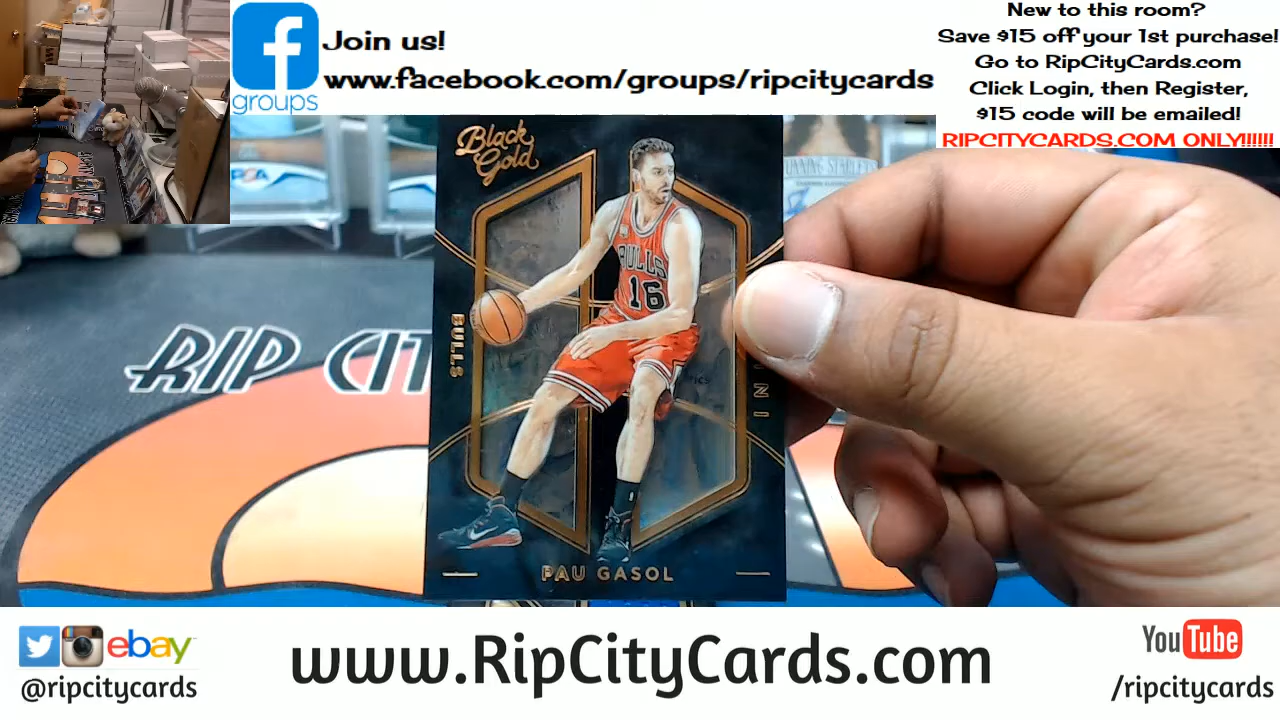 groups
Join us!
www.facebook.com/groups/ripcitycards
New to this room?
Save $15 off your 1st purchase!
Go to RipCityCards.com
Click Login, then Register,
$15 code will be emailed!
RIPCITYCARDS.COM ONLY!!!!!!
Black
Gold
BULLS
16
BULLS
PAU GASOL
RIP CIT
PSA
ebay
@ripcitycards
www.RipCityCards.com
YouTube
/ripcitycards